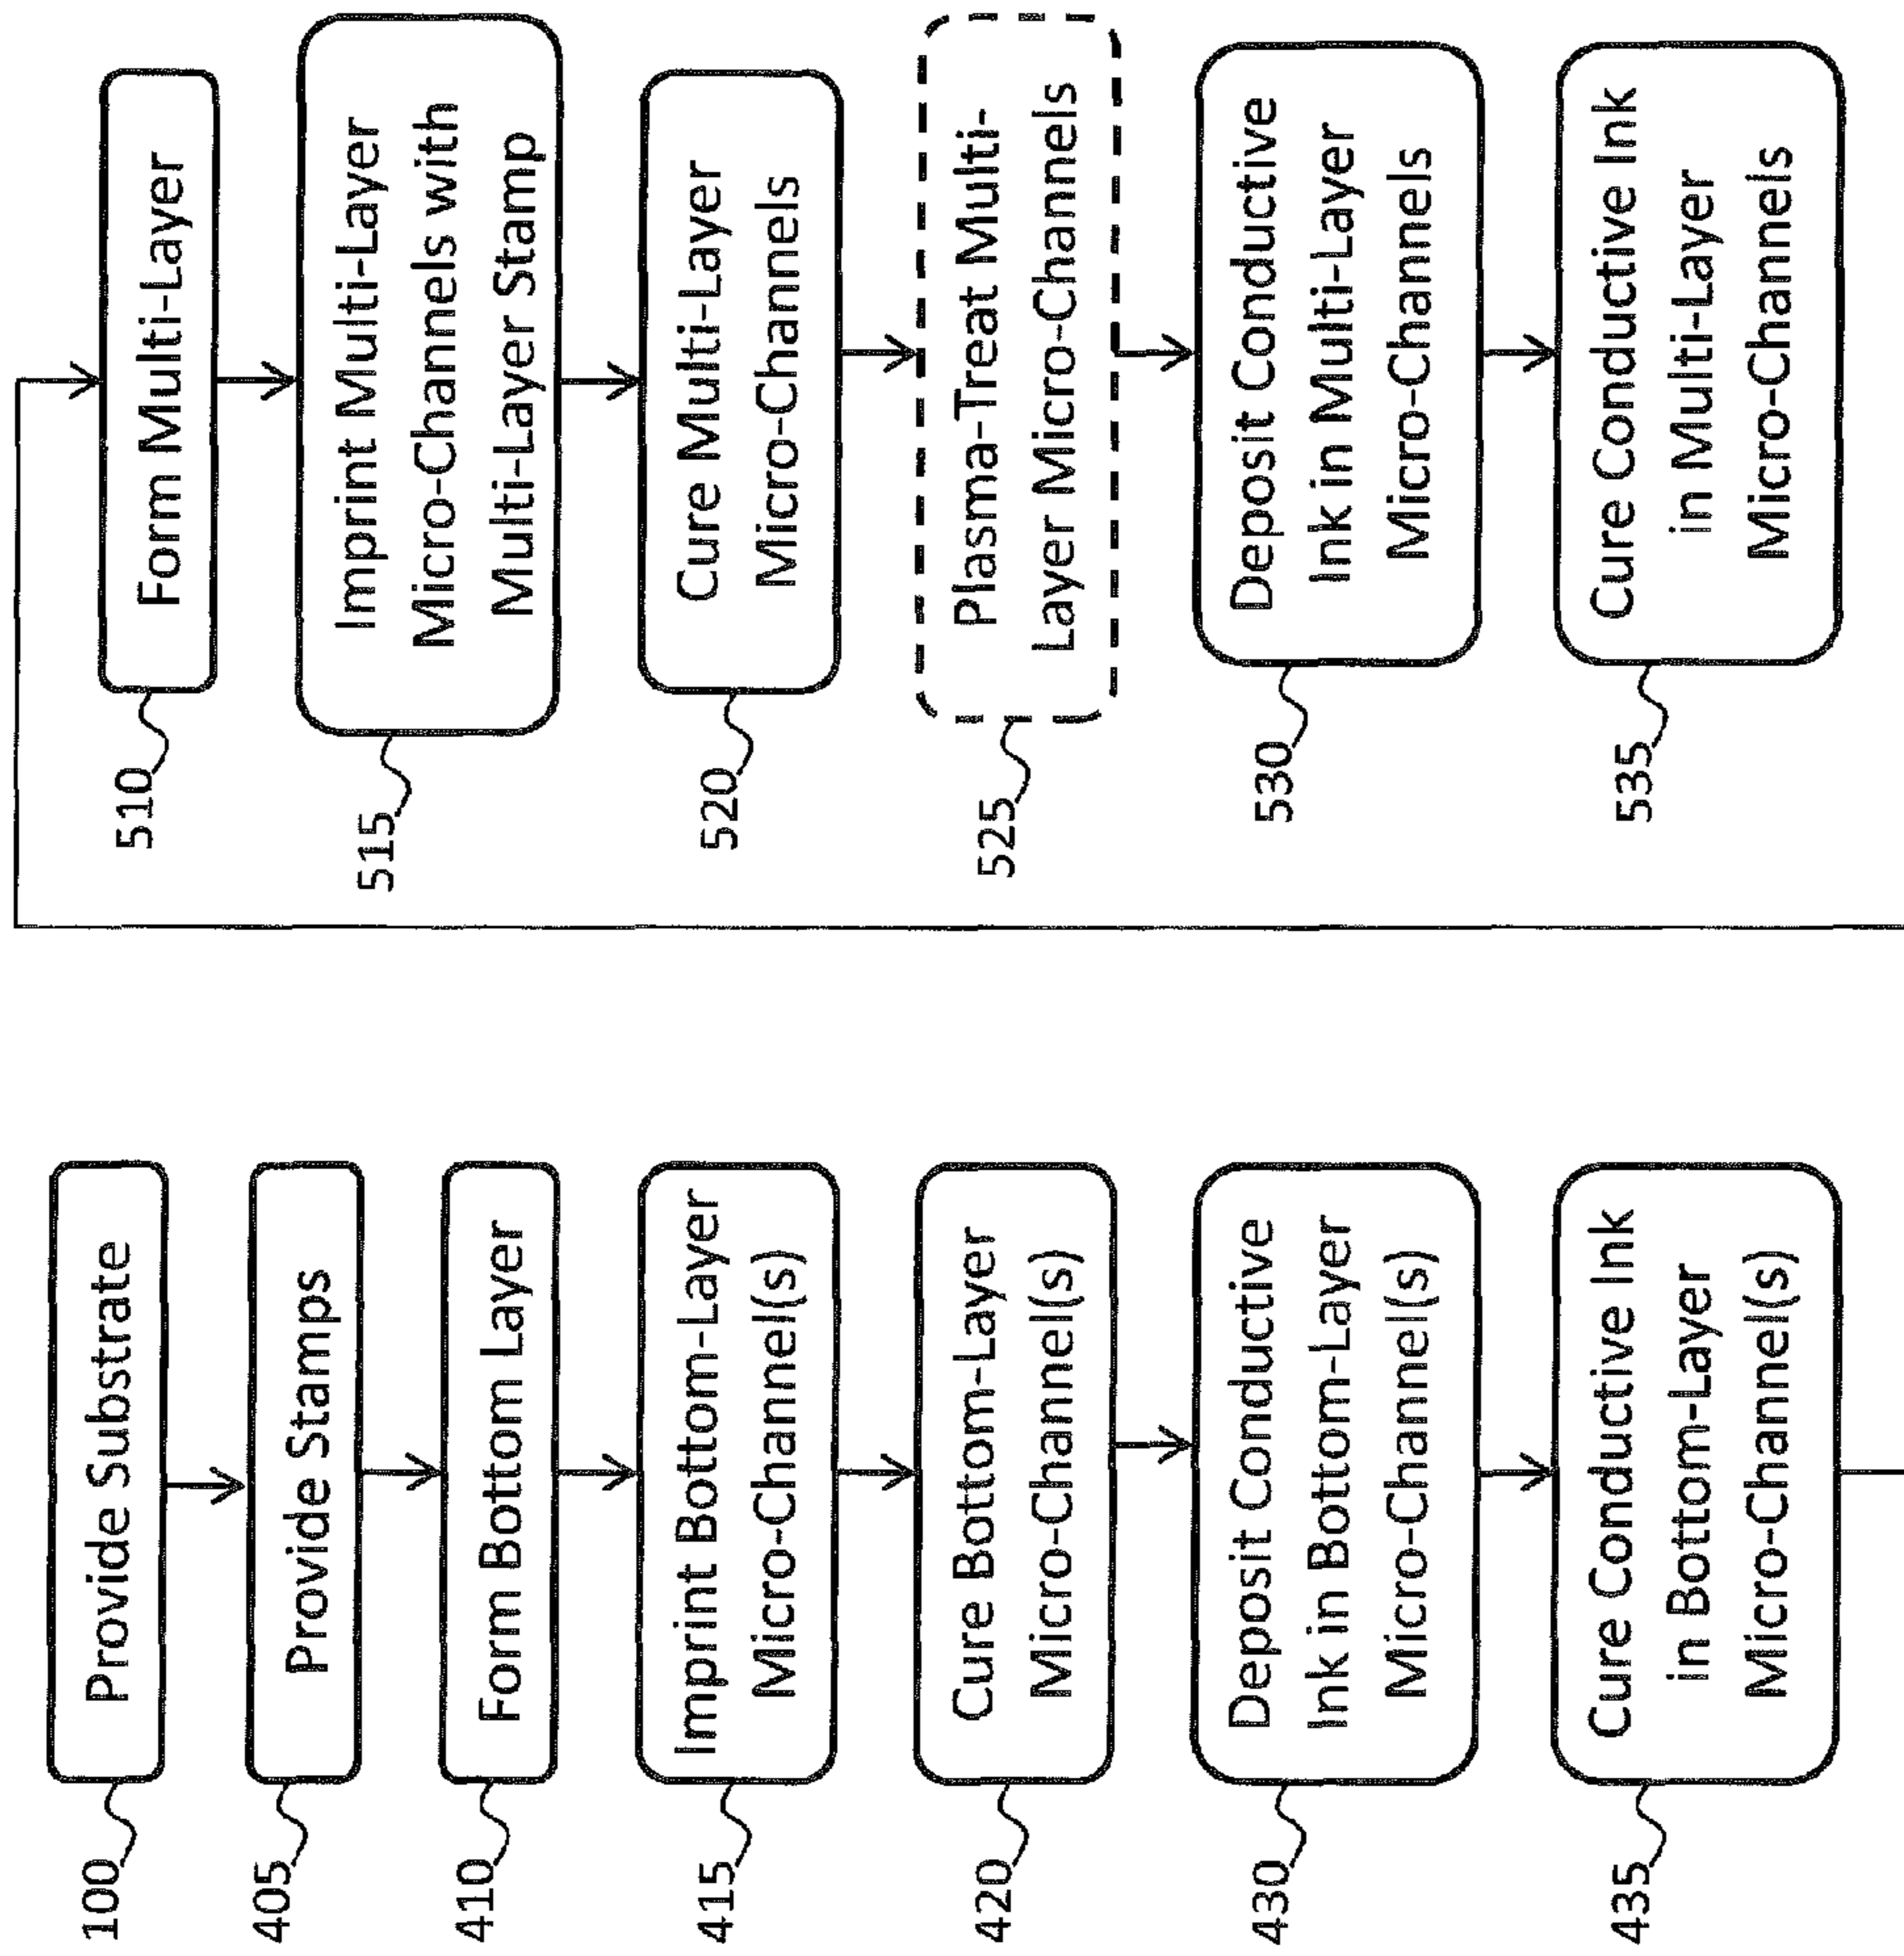 100
Provide Substrate
405
Provide Stamps
410
Form Bottom Layer
415
Imprint Bottom-Layer
Micro-Channel(s)
420
Cure Bottom-Layer
Micro-Channel(s)
430
Deposit Conductive
Ink in Bottom-Layer
Micro-Channel(s)
435
Cure Conductive Ink
in Bottom-Layer
Micro-Channel(s)
510
Form Multi-Layer
515
Imprint Multi-Layer
Micro-Channels with
Multi-Layer Stamp
520
Cure Multi-Layer
Micro-Channels
525
Plasma-Treat Multi-
Layer Micro-Channels
530
Deposit Conductive
Ink in Multi-Layer
Micro-Channels
535
Cure Conductive Ink
in Multi-Layer
Micro-Channels